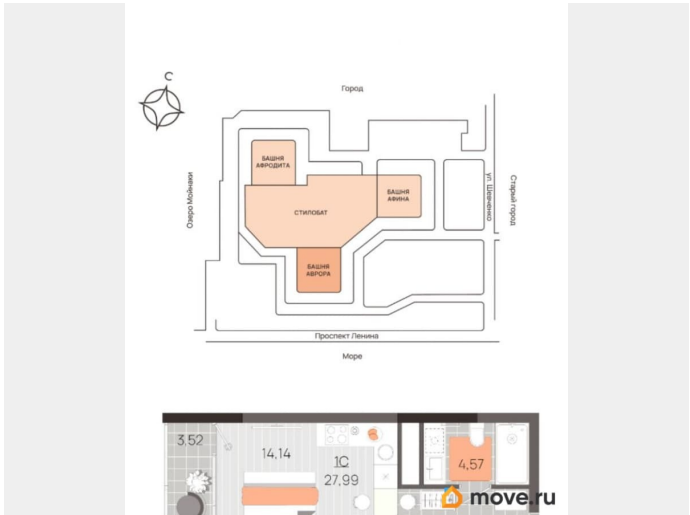 С
Город
БАШНЯ
АФРОДИТА
Озеро Мойнаки
СТИЛОБАТ
БАШНЯ
АФИНА
ул. Шевченко
Старый город
БАШНЯ
АВРОРА
Проспект Ленина
Море
3,52
14,14
1С
27,99
4,57
move.ru